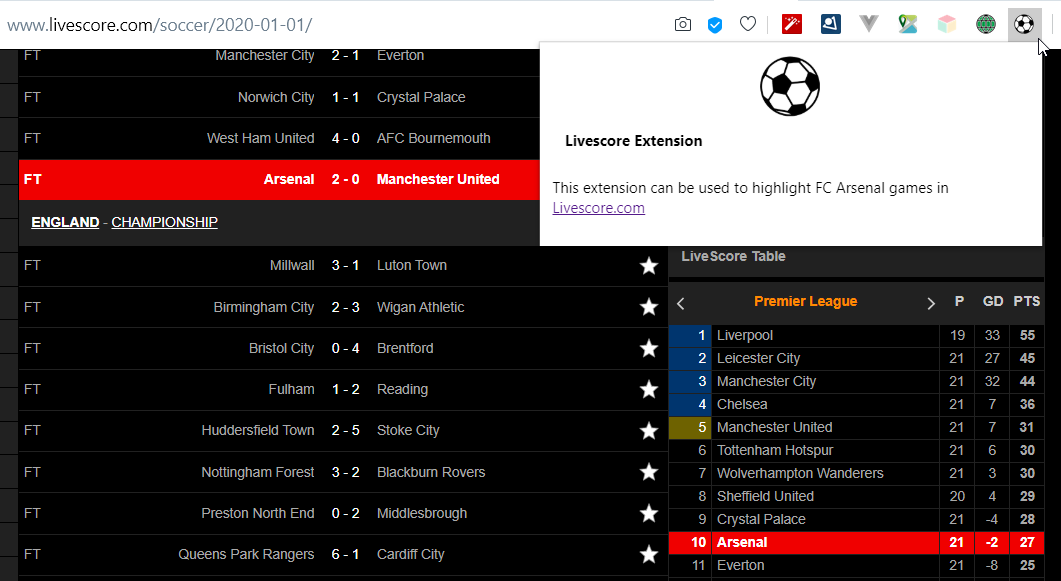 www.livescore.com/soccer/2020-01-01/
FT Manchester City 2 - 1 Everton
FT Norwich City 1 - 1 Crystal Palace
FT West Ham United 4 - 0 AFC Bournemouth
FT Arsenal 2 - 0 Manchester United
Livescore Extension
This extension can be used to highlight FC Arsenal games in
Livescore.com
ENGLAND - CHAMPIONSHIP
FT Millwall 3 - 1 Luton Town
FT Birmingham City 2 - 3 Wigan Athletic
FT Bristol City 0 - 4 Brentford
FT Fulham 1 - 2 Reading
FT Huddersfield Town 2 - 5 Stoke City
FT Nottingham Forest 3 - 2 Blackburn Rovers
FT Preston North End 0 - 2 Middlesbrough
FT Queens Park Rangers 6 - 1 Cardiff City
LiveScore Table
Premier League P GD PTS
1 Liverpool 19 33 55
2 Leicester City 21 27 45
3 Manchester City 21 32 44
4 Chelsea 21 7 36
5 Manchester United 21 7 31
6 Tottenham Hotspur 21 6 30
7 Wolverhampton Wanderers 21 3 30
8 Sheffield United 20 4 29
9 Crystal Palace 21 -4 28
10 Arsenal 21 -2 27
11 Everton 21 -8 25